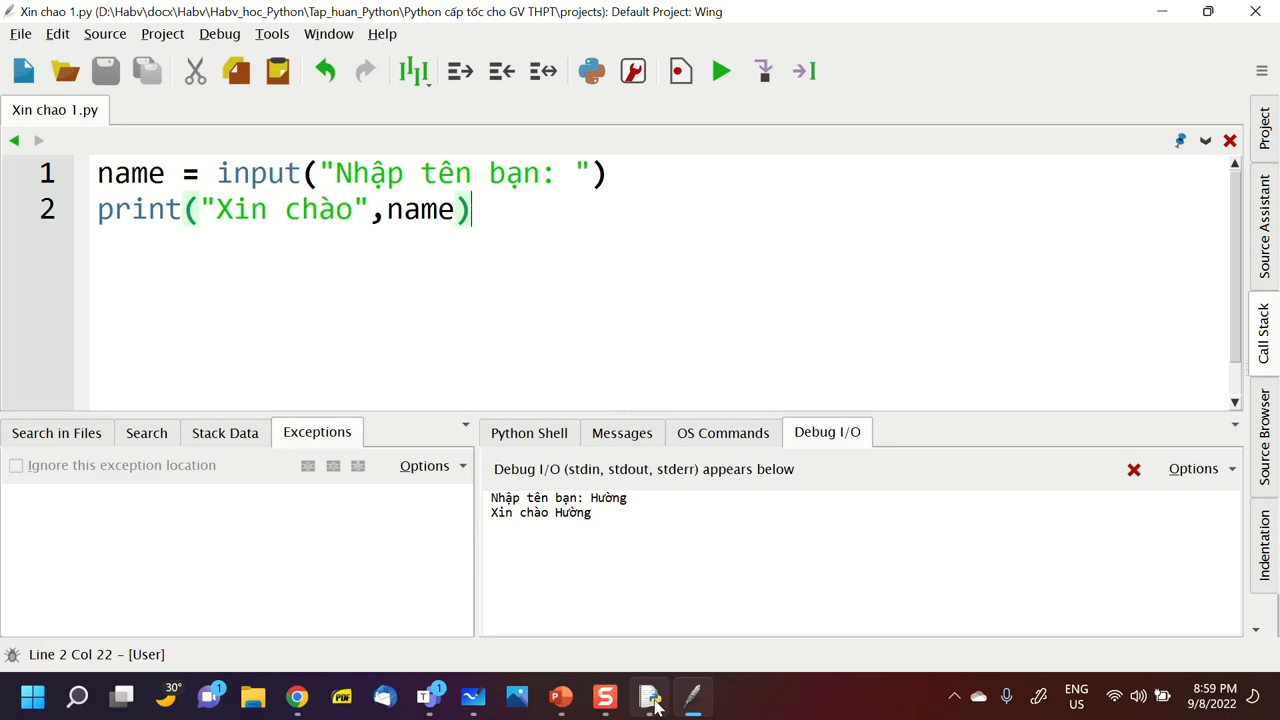 Xin chao 1.py (D:\Habv\docx\Habv\Habv_hoc_Python\Tap_huan_Python\Python cấp tốc cho GV THPT\projects): Default Project: Wing
File Edit Source Project Debug Tools Window Help
Xin chao 1.py
1 name = input("Nhập tên bạn: ")
2 print("Xin chào",name)
Project
Source Assistant
Call Stack
Source Browser
Indentation
Search in Files Search Stack Data Exceptions
Ignore this exception location Options
Python Shell Messages OS Commands Debug I/O
Debug I/O (stdin, stdout, stderr) appears below Options
Nhập tên bạn: Hường
Xin chào Hường
Line 2 Col 22 – [User]
30°
1
PDF
1
P
S
ENG
US
8:59 PM
9/8/2022